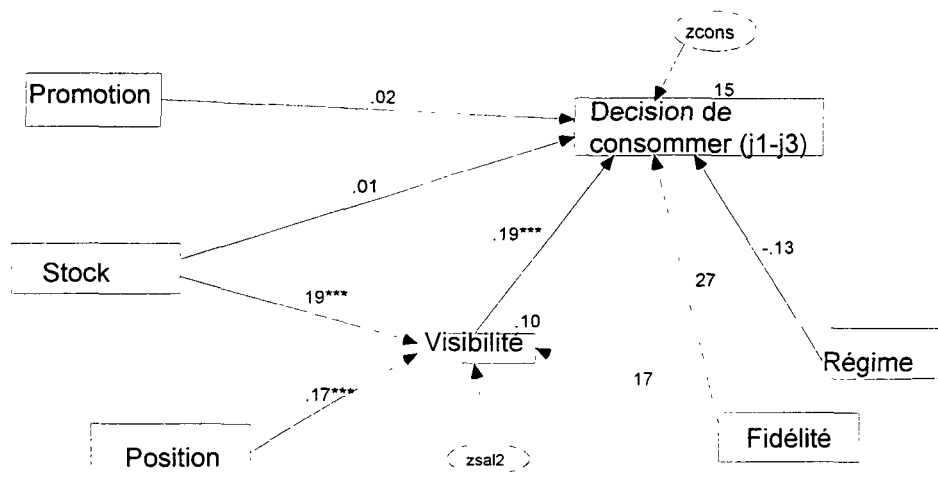 zcons
Promotion
.02
15
Decision de
consommer (j1-j3)
.01
.19***
-.13
Stock
19***
27
.10
Visibilité
Régime
17
.17***
Fidélité
Position
zsal2